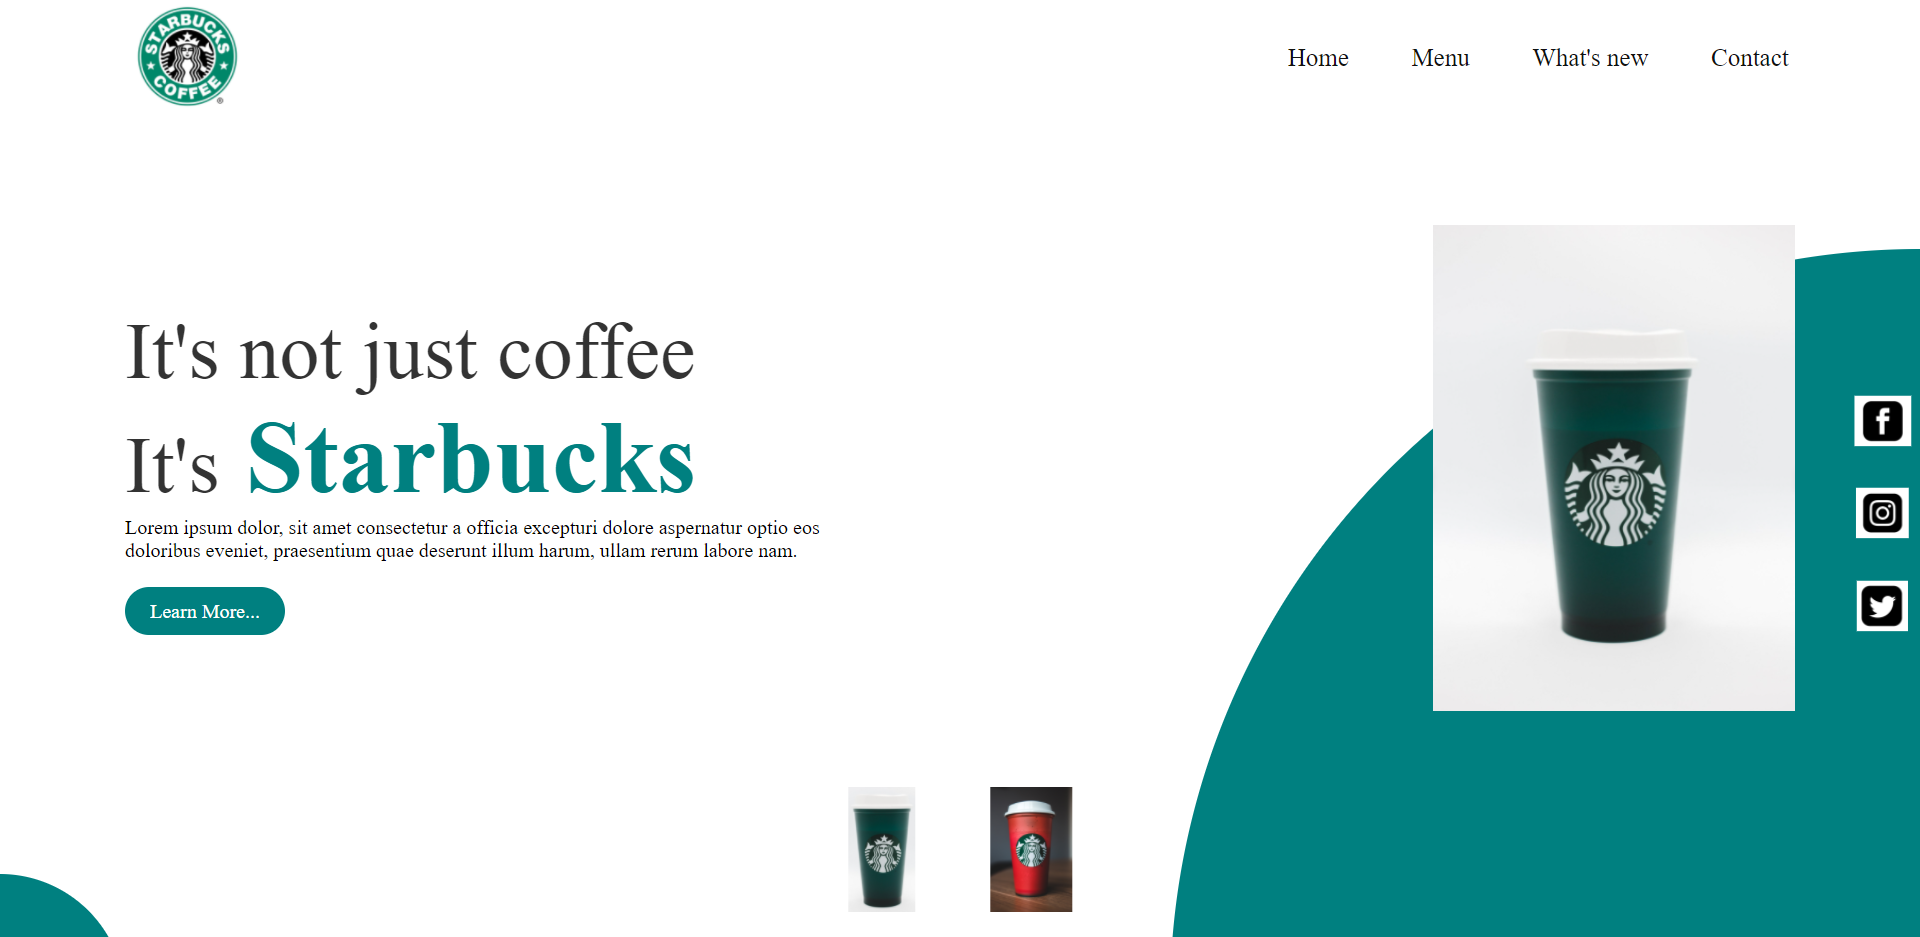 STARBUCKS
COFFEE
®
Home Menu What's new Contact
It's not just coffee
It's Starbucks
Lorem ipsum dolor, sit amet consectetur a officia excepturi dolore aspernatur optio eos
doloribus eveniet, praesentium quae deserunt illum harum, ullam rerum labore nam.
Learn More...